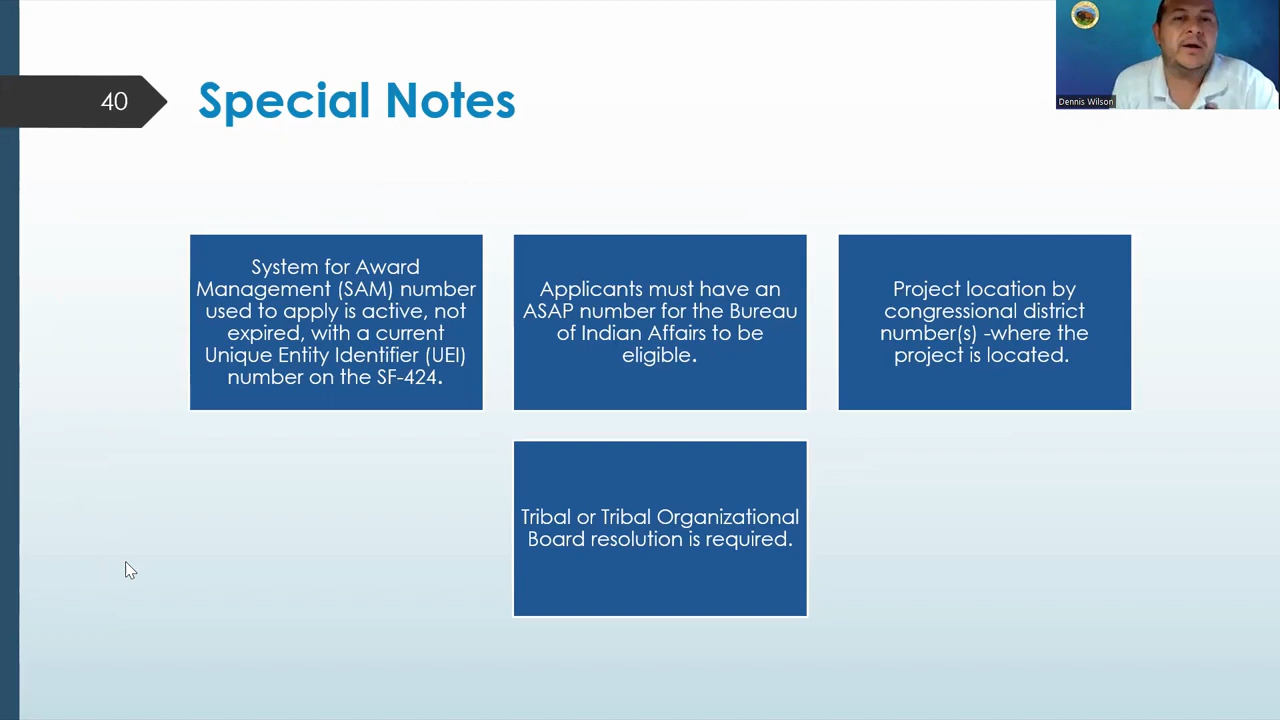 40
Special Notes
Dennis Wilson
System for Award
Management (SAM) number
used to apply is active, not
expired, with a current
Unique Entity Identifier (UEI)
number on the SF-424.
Applicants must have an
ASAP number for the Bureau
of Indian Affairs to be
eligible.
Project location by
congressional district
number(s) -where the
project is located.
Tribal or Tribal Organizational
Board resolution is required.